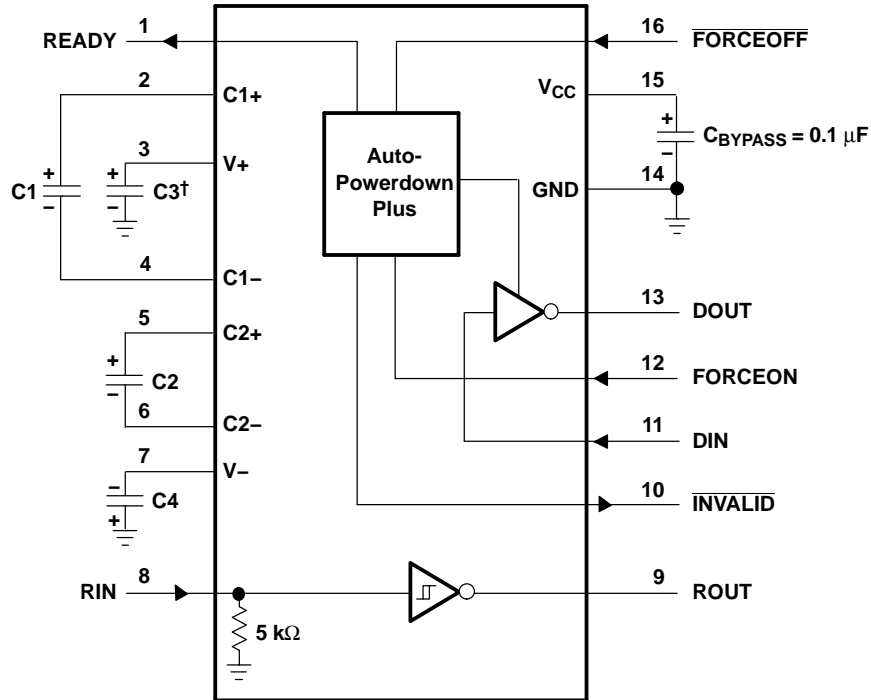 READY 1
16 F̅O̅R̅C̅E̅O̅F̅F̅
2 C1+
VCC 15
+
CBYPASS = 0.1 µF
−
3 V+
Auto-
Powerdown
Plus
C1 + −
+ − C3†
14
GND
4 C1−
13 DOUT
5 C2+
+ − C2
12 FORCEON
6 C2−
11 DIN
7 V−
− + C4
10 I̅N̅V̅A̅L̅I̅D̅
RIN 8
9 ROUT
5 kΩ